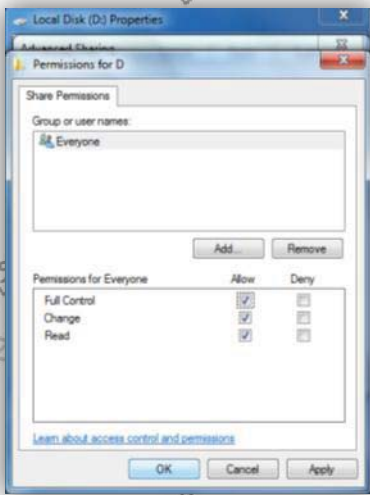 Local Disk (D:) Properties
Advanced Sharing
Permissions for D
Share Permissions
Group or user names:
Everyone
Add...
Remove
Permissions for Everyone
Allow
Deny
Full Control
Change
Read
Learn about access control and permissions
OK
Cancel
Apply